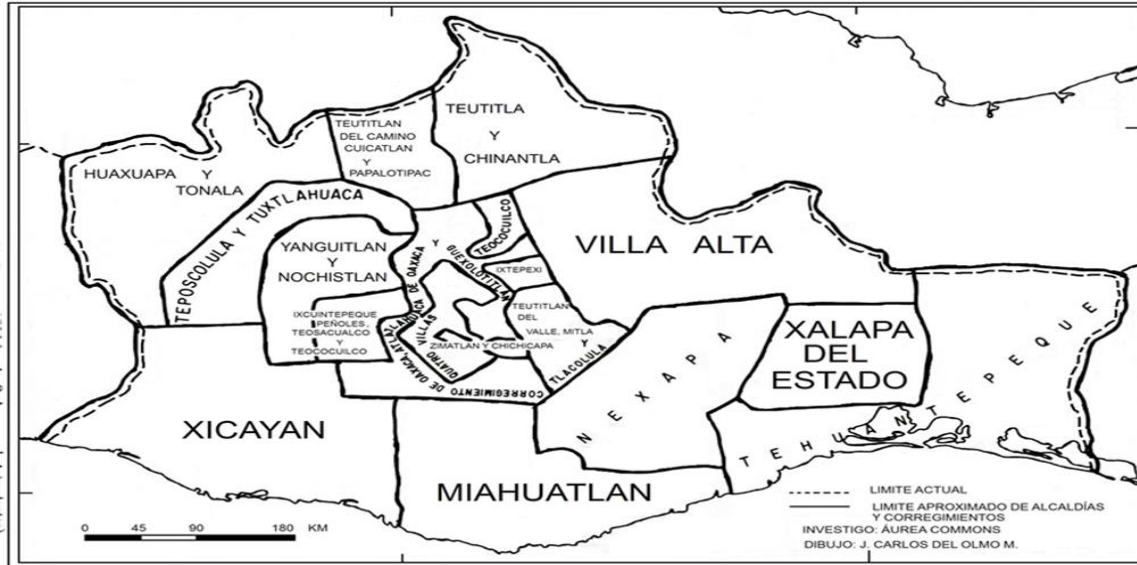 TEUTITLA
Y
CHINANTLA
TEUTITLAN
DEL CAMINO
CUICATLAN
Y
PAPALOTIPAC
HUAXUAPA Y
TONALA
TEPOSCOLULA Y TUXTLAHUACA
YANGUITLAN
Y
NOCHISTLAN
TEOCOCUILCO
VILLA ALTA
IXTEPEXI
IXCUINTEPEQUE
PEÑOLES,
TEOSACUALCO
Y
TEOCOCUILCO
CORREGIMIENTO DE OAXACA, ATLATLAHUACA DE OAXACA Y GUEXOLOTITLAN
QUATRO VILLAS
ZIMATLAN Y CHICHICAPA
TEUTITLAN
DEL
VALLE, MITLA
Y
TLACOLULA
NEXAPA
XALAPA
DEL
ESTADO
TEHUANTEPEQUE
XICAYAN
MIAHUATLAN
0 45 90 180 KM
LIMITE ACTUAL
LIMITE APROXIMADO DE ALCALDÍAS
Y CORREGIMIENTOS
INVESTIGO: ÁUREA COMMONS
DIBUJO: J. CARLOS DEL OLMO M.